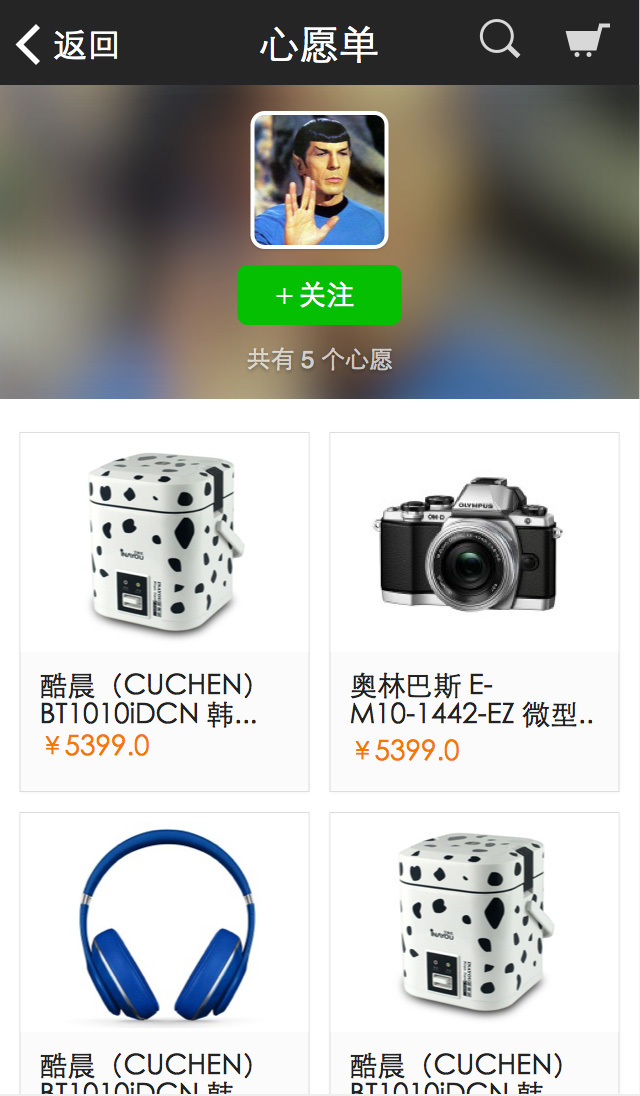 返回
心愿单
+关注
共有 5 个心愿
OLYMPUS
OM-D
酷晨（CUCHEN）
BT1010iDCN 韩...
￥5399.0
奥林巴斯 E-
M10-1442-EZ 微型..
￥5399.0
酷晨（CUCHEN）
BT1010iDCN 韩
酷晨（CUCHEN）
BT1010iDCN 韩